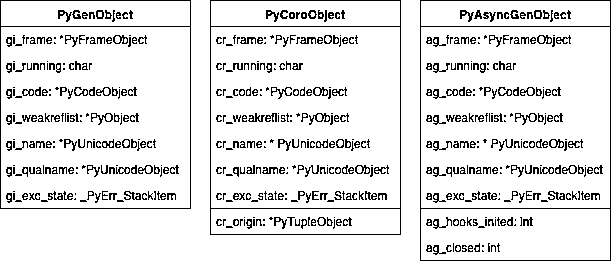 PyGenObject
gi_frame: *PyFrameObject
gi_running: char
gi_code: *PyCodeObject
gi_weakreflist: *PyObject
gi_name: *PyUnicodeObject
gi_qualname: *PyUnicodeObject
gi_exc_state: _PyErr_StackItem
PyCoroObject
cr_frame: *PyFrameObject
cr_running: char
cr_code: *PyCodeObject
cr_weakreflist: *PyObject
cr_name: * PyUnicodeObject
cr_qualname: *PyUnicodeObject
cr_exc_state: _PyErr_StackItem
cr_origin: *PyTupleObject
PyAsyncGenObject
ag_frame: *PyFrameObject
ag_running: char
ag_code: *PyCodeObject
ag_weakreflist: *PyObject
ag_name: * PyUnicodeObject
ag_qualname: *PyUnicodeObject
ag_exc_state: _PyErr_StackItem
ag_hooks_inited: int
ag_closed: int